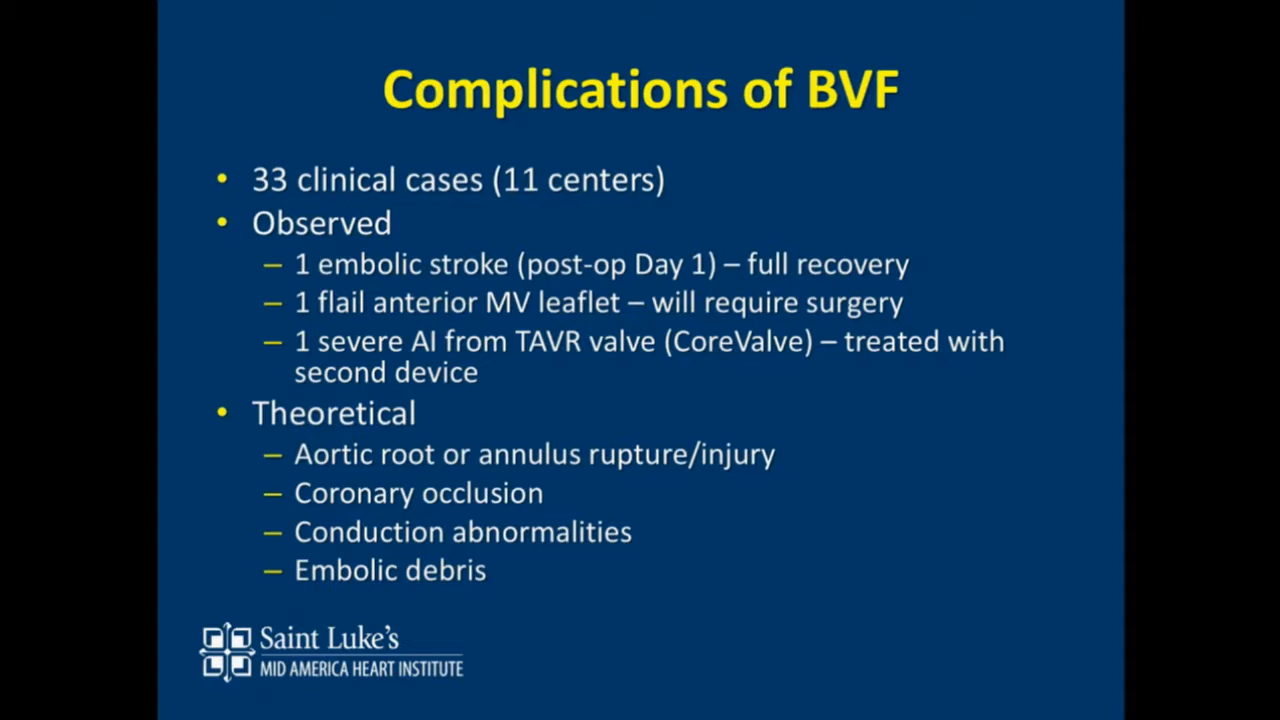 Complications of BVF
• 33 clinical cases (11 centers)
• Observed
– 1 embolic stroke (post-op Day 1) – full recovery
– 1 flail anterior MV leaflet – will require surgery
– 1 severe AI from TAVR valve (CoreValve) – treated with
second device
• Theoretical
– Aortic root or annulus rupture/injury
– Coronary occlusion
– Conduction abnormalities
– Embolic debris
Saint Luke's
MID AMERICA HEART INSTITUTE